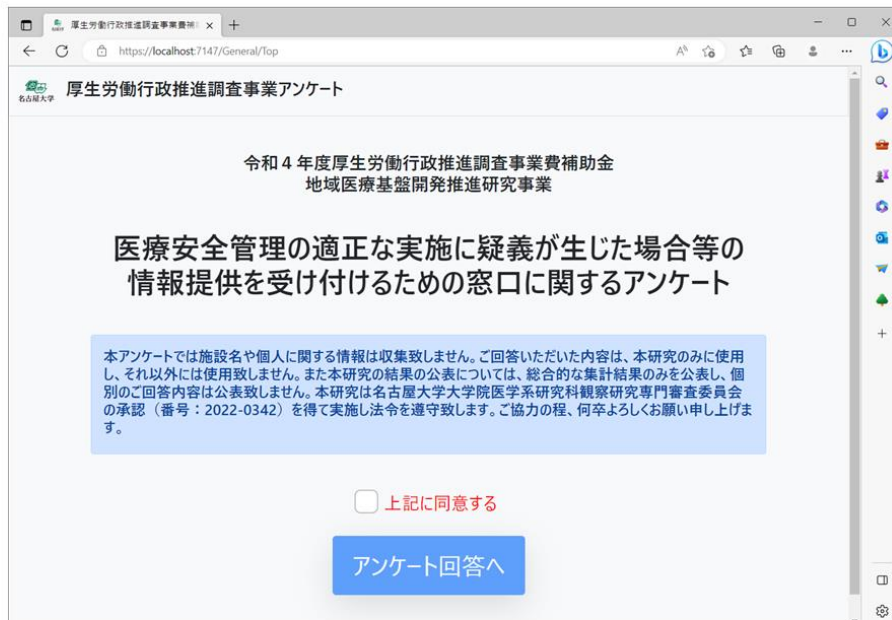 厚生労働行政推進調査事業費補
https://localhost:7147/General/Top
名古屋大学
厚生労働行政推進調査事業アンケート
令和4年度厚生労働行政推進調査事業費補助金
地域医療基盤開発推進研究事業
医療安全管理の適正な実施に疑義が生じた場合等の
情報提供を受け付けるための窓口に関するアンケート
本アンケートでは施設名や個人に関する情報は収集致しません。ご回答いただいた内容は、本研究のみに使用
し、それ以外には使用致しません。また本研究の結果の公表については、総合的な集計結果のみを公表し、個
別のご回答内容は公表致しません。本研究は名古屋大学大学院医学系研究科観察研究専門審査委員会
の承認（番号：2022-0342）を得て実施し法令を遵守致します。ご協力の程、何卒よろしくお願い申し上げま
す。
上記に同意する
アンケート回答へ